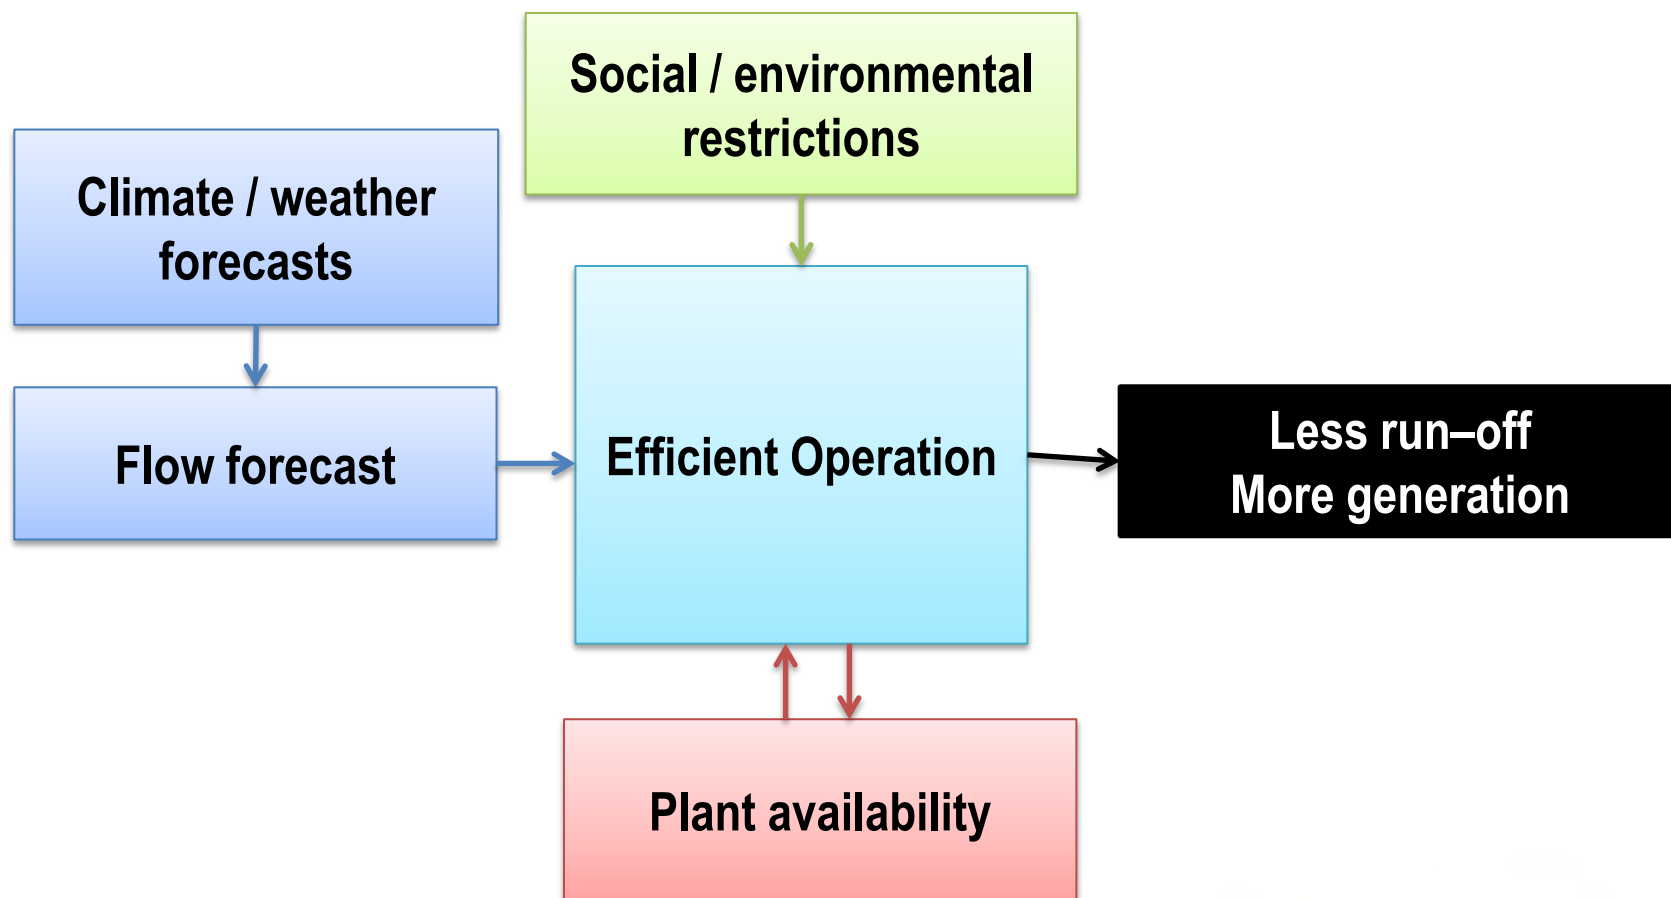 Social / environmental
restrictions
Climate / weather
forecasts
Flow forecast
Efficient Operation
Less run–off
More generation
Plant availability